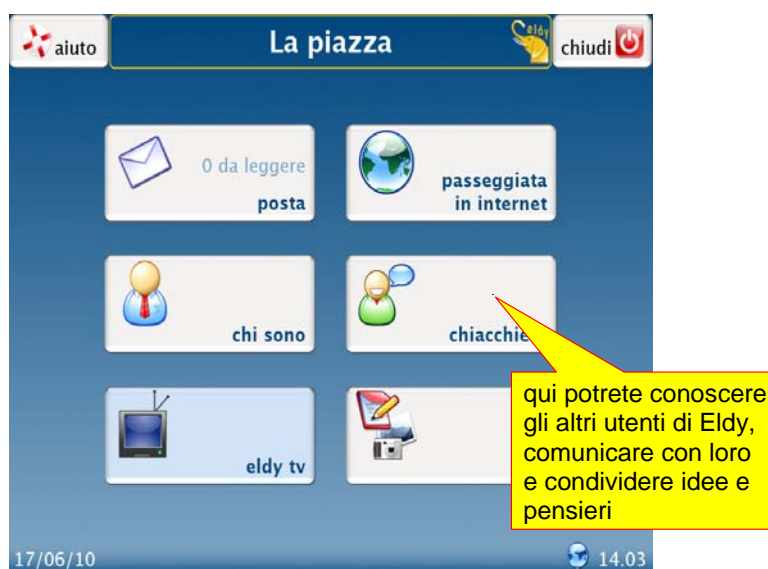 aiuto
La piazza
eldy
chiudi
0 da leggere
posta
passeggiata
in internet
chi sono
eldy tv
qui potrete conoscere
gli altri utenti di Eldy,
comunicare con loro
e condividere idee e
pensieri
17/06/10
14.03